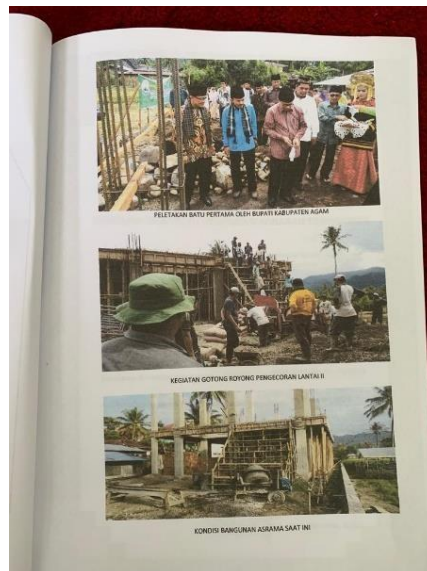 PELETAKAN BATU PERTAMA OLEH BUPATI KABUPATEN AGAM
KEGIATAN GOTONG ROYONG PENGECORAN LANTAI II
KONDISI BANGUNAN ASRAMA SAAT INI